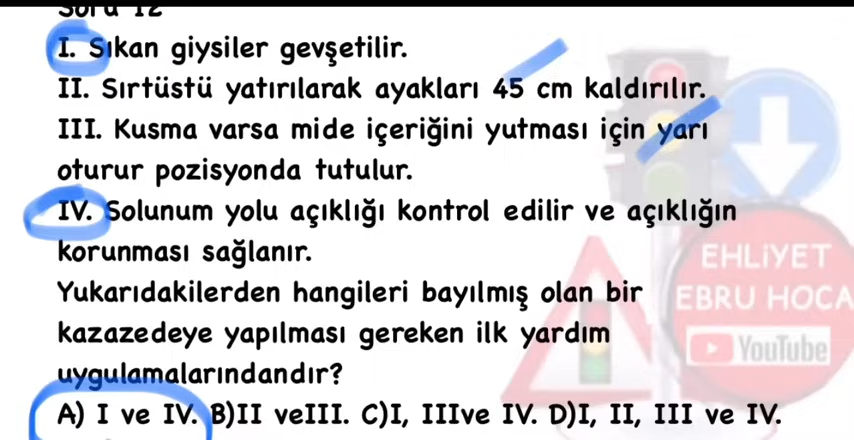 Soru 12
I. Sıkan giysiler gevşetilir.
II. Sırtüstü yatırılarak ayakları 45 cm kaldırılır.
III. Kusma varsa mide içeriğini yutması için yarı
oturur pozisyonda tutulur.
IV. Solunum yolu açıklığı kontrol edilir ve açıklığın
korunması sağlanır.
Yukarıdakilerden hangileri bayılmış olan bir
kazazedeye yapılması gereken ilk yardım
uygulamalarındandır?
A) I ve IV. B)II veIII. C)I, IIIve IV. D)I, II, III ve IV.
EHLİYET
EBRU HOCA
YouTube